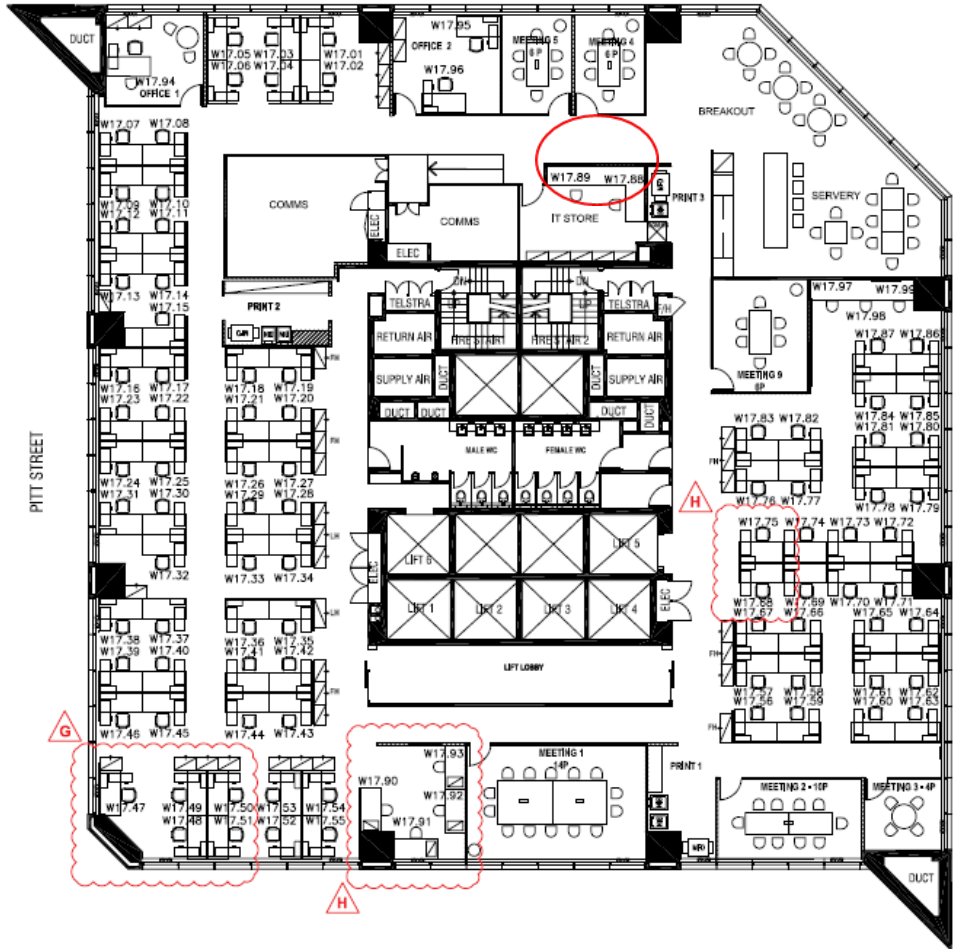 DUCT
W17.94
OFFICE 1
W17.05 W17.03 W17.01
W17.06 W17.04 W17.02
W17.95
OFFICE 2
W17.96
MEETING 5
6 P
MEETING 4
6 P
BREAKOUT
SERVERY
W17.07 W17.08
W17.09 W17.10
W17.12 W17.11
W17.13 W17.14
W17.15
W17.16 W17.17
W17.23 W17.22
W17.24 W17.25
W17.31 W17.30
W17.32
W17.38 W17.37
W17.39 W17.40
W17.46 W17.45
PITT STREET
COMMS
ELEC
COMMS
ELEC
W17.89 W17.88
IT STORE
PRINT 3
PRINT 2
W17.18 W17.19
W17.21 W17.20
W17.26 W17.27
W17.29 W17.28
W17.33 W17.34
W17.36 W17.35
W17.41 W17.42
W17.44 W17.43
FH
FH
LH
LH
FH
TELSTRA
DN
UP
FIRE STAIR 1
DN
UP
FIRE STAIR 2
TELSTRA
F/H
RETURN AIR
RETURN AIR
SUPPLY AIR
DUCT
DUCT
SUPPLY AIR
DUCT DUCT
DUCT
DUCT
MALE WC
FEMALE WC
LIFT 6
LIFT 5
ELEC
LIFT 1
LIFT 2
LIFT 3
LIFT 4
ELEC
LIFT LOBBY
W17.97 W17.99
W17.98
MEETING 9
W17.87 W17.86
W17.84 W17.85
W17.81 W17.80
W17.78 W17.79
W17.83 W17.82
FH
W17.76 W17.77
H
W17.75 W17.74 W17.73 W17.72
W17.68 W17.69 W17.70 W17.71
W17.67 W17.66 W17.65 W17.64
FH
W17.57 W17.58 W17.61 W17.62
W17.56 W17.59 W17.60 W17.63
FH
G
W17.47
W17.49 W17.50
W17.48 W17.51
W17.53 W17.54
W17.52 W17.55
W17.93
W17.90
W17.92
W17.91
H
MEETING 1
14P
PRINT 1
MEETING 2 - 10P
MEETING 3 - 4P
DUCT